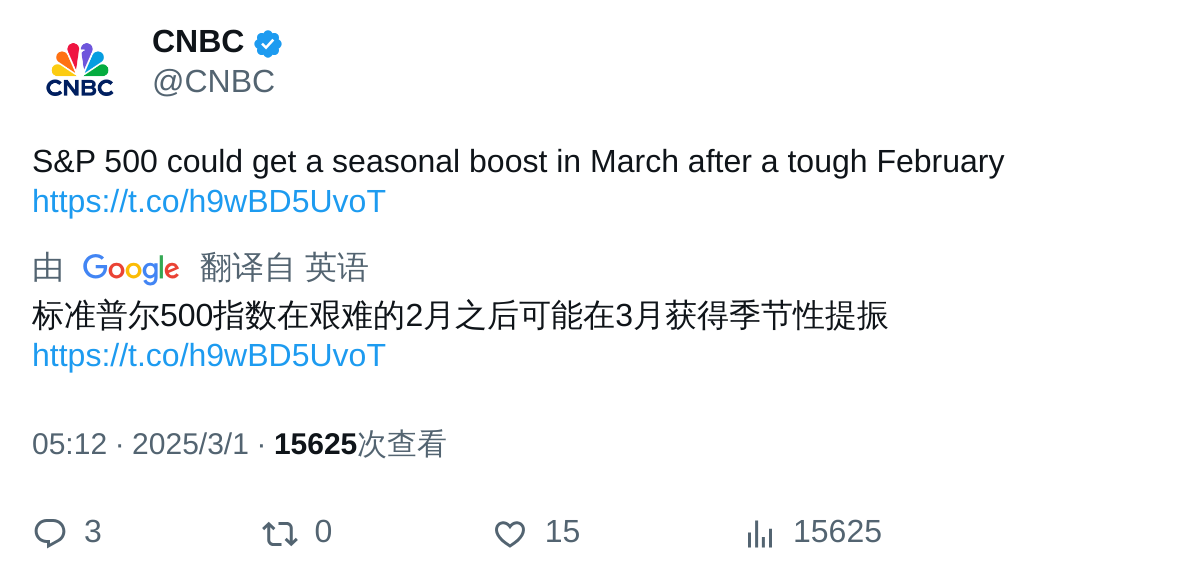 CNBC
CNBC
@CNBC
S&P 500 could get a seasonal boost in March after a tough February
https://t.co/h9wBD5UvoT
由 Google 翻译自 英语
标准普尔500指数在艰难的2月之后可能在3月获得季节性提振
https://t.co/h9wBD5UvoT
05:12 · 2025/3/1 · 15625次查看
3 0 15 15625